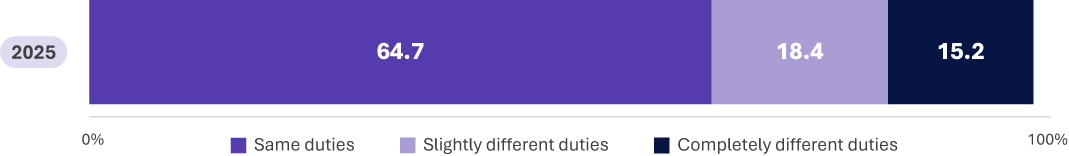 2025 64.7 18.4 15.2
0% 100%
Same duties Slightly different duties Completely different duties